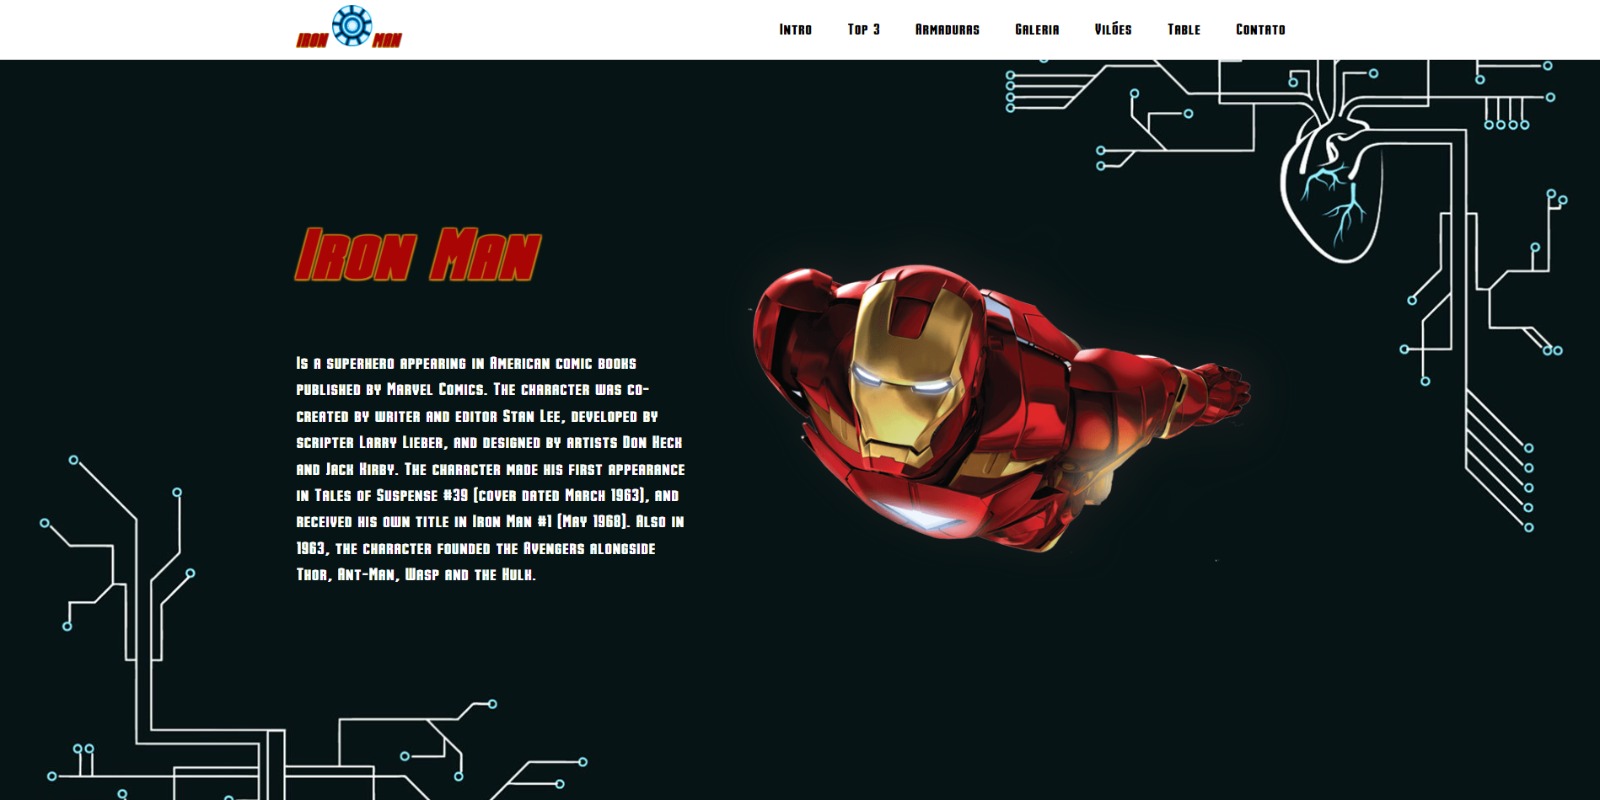 Iron Man
Intro Top 3 Armaduras Galeria Vilões Table Contato
Iron Man
Is a superhero appearing in American comic books
published by Marvel Comics. The character was co-
created by writer and editor Stan Lee, developed by
scripter Larry Lieber, and designed by artists Don Heck
and Jack Kirby. The character made his first appearance
in Tales of Suspense #39 (cover dated March 1963), and
received his own title in Iron Man #1 (May 1968). Also in
1963, the character founded the Avengers alongside
Thor, Ant-Man, Wasp and the Hulk.